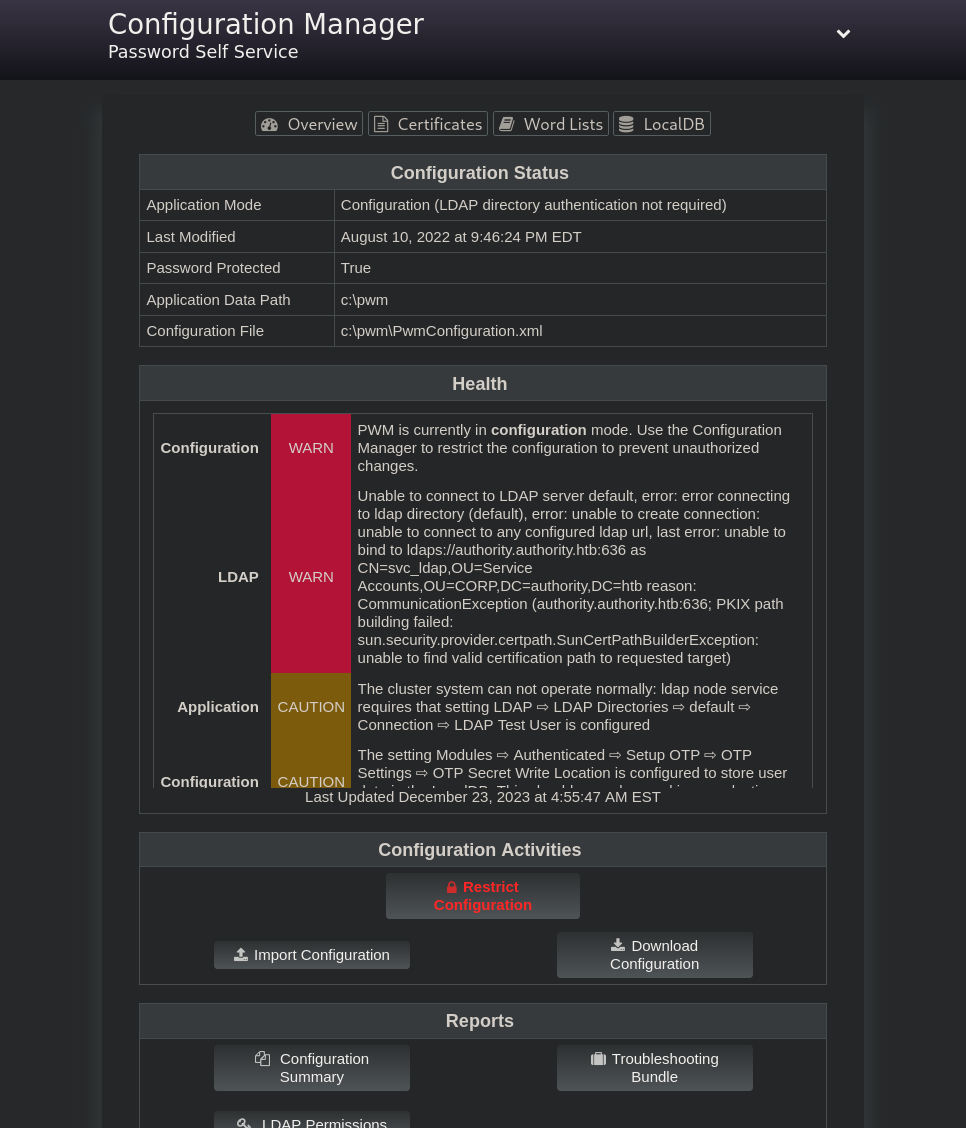 Configuration Manager
Password Self Service
Overview Certificates Word Lists LocalDB
Configuration Status
Application Mode Configuration (LDAP directory authentication not required)
Last Modified August 10, 2022 at 9:46:24 PM EDT
Password Protected True
Application Data Path c:\pwm
Configuration File c:\pwm\PwmConfiguration.xml
Health
Configuration WARN PWM is currently in configuration mode. Use the Configuration
Manager to restrict the configuration to prevent unauthorized
changes.
LDAP WARN Unable to connect to LDAP server default, error: error connecting
to ldap directory (default), error: unable to create connection:
unable to connect to any configured ldap url, last error: unable to
bind to ldaps://authority.authority.htb:636 as
CN=svc_ldap,OU=Service
Accounts,OU=CORP,DC=authority,DC=htb reason:
CommunicationException (authority.authority.htb:636; PKIX path
building failed:
sun.security.provider.certpath.SunCertPathBuilderException:
unable to find valid certification path to requested target)
Application CAUTION The cluster system can not operate normally: ldap node service
requires that setting LDAP ⇨ LDAP Directories ⇨ default ⇨
Connection ⇨ LDAP Test User is configured
Configuration CAUTION The setting Modules ⇨ Authenticated ⇨ Setup OTP ⇨ OTP
Settings ⇨ OTP Secret Write Location is configured to store user
Last Updated December 23, 2023 at 4:55:47 AM EST
Configuration Activities
Restrict
Configuration
Import Configuration
Download
Configuration
Reports
Configuration
Summary
Troubleshooting
Bundle
LDAP Permissions